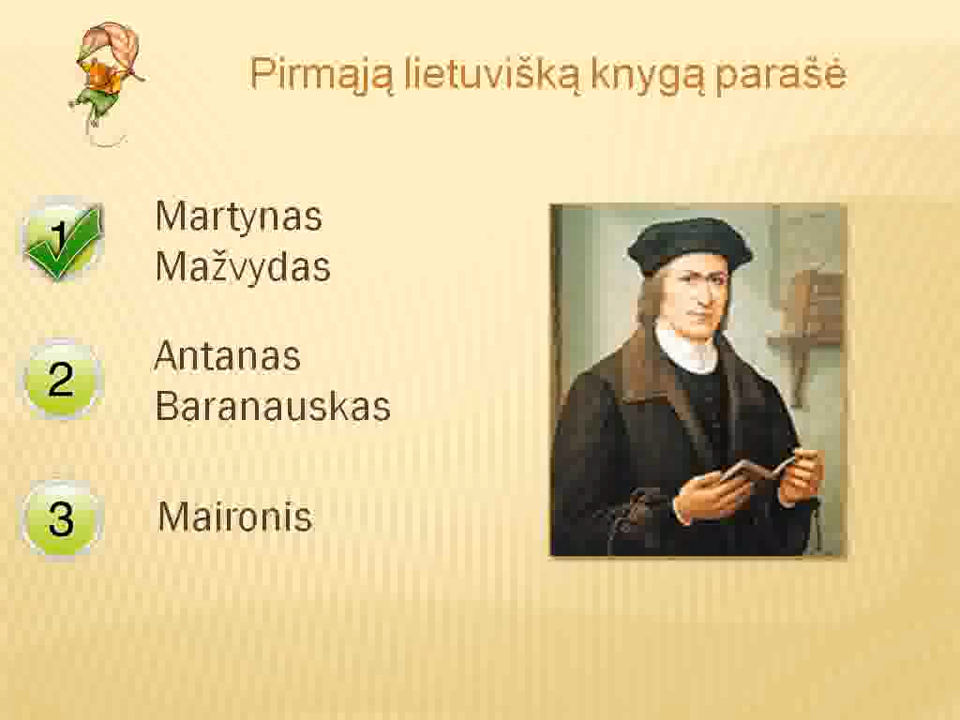 Pirmąją lietuvišką knygą parašė
1
Martynas
Mažvydas
2
Antanas
Baranauskas
3
Maironis